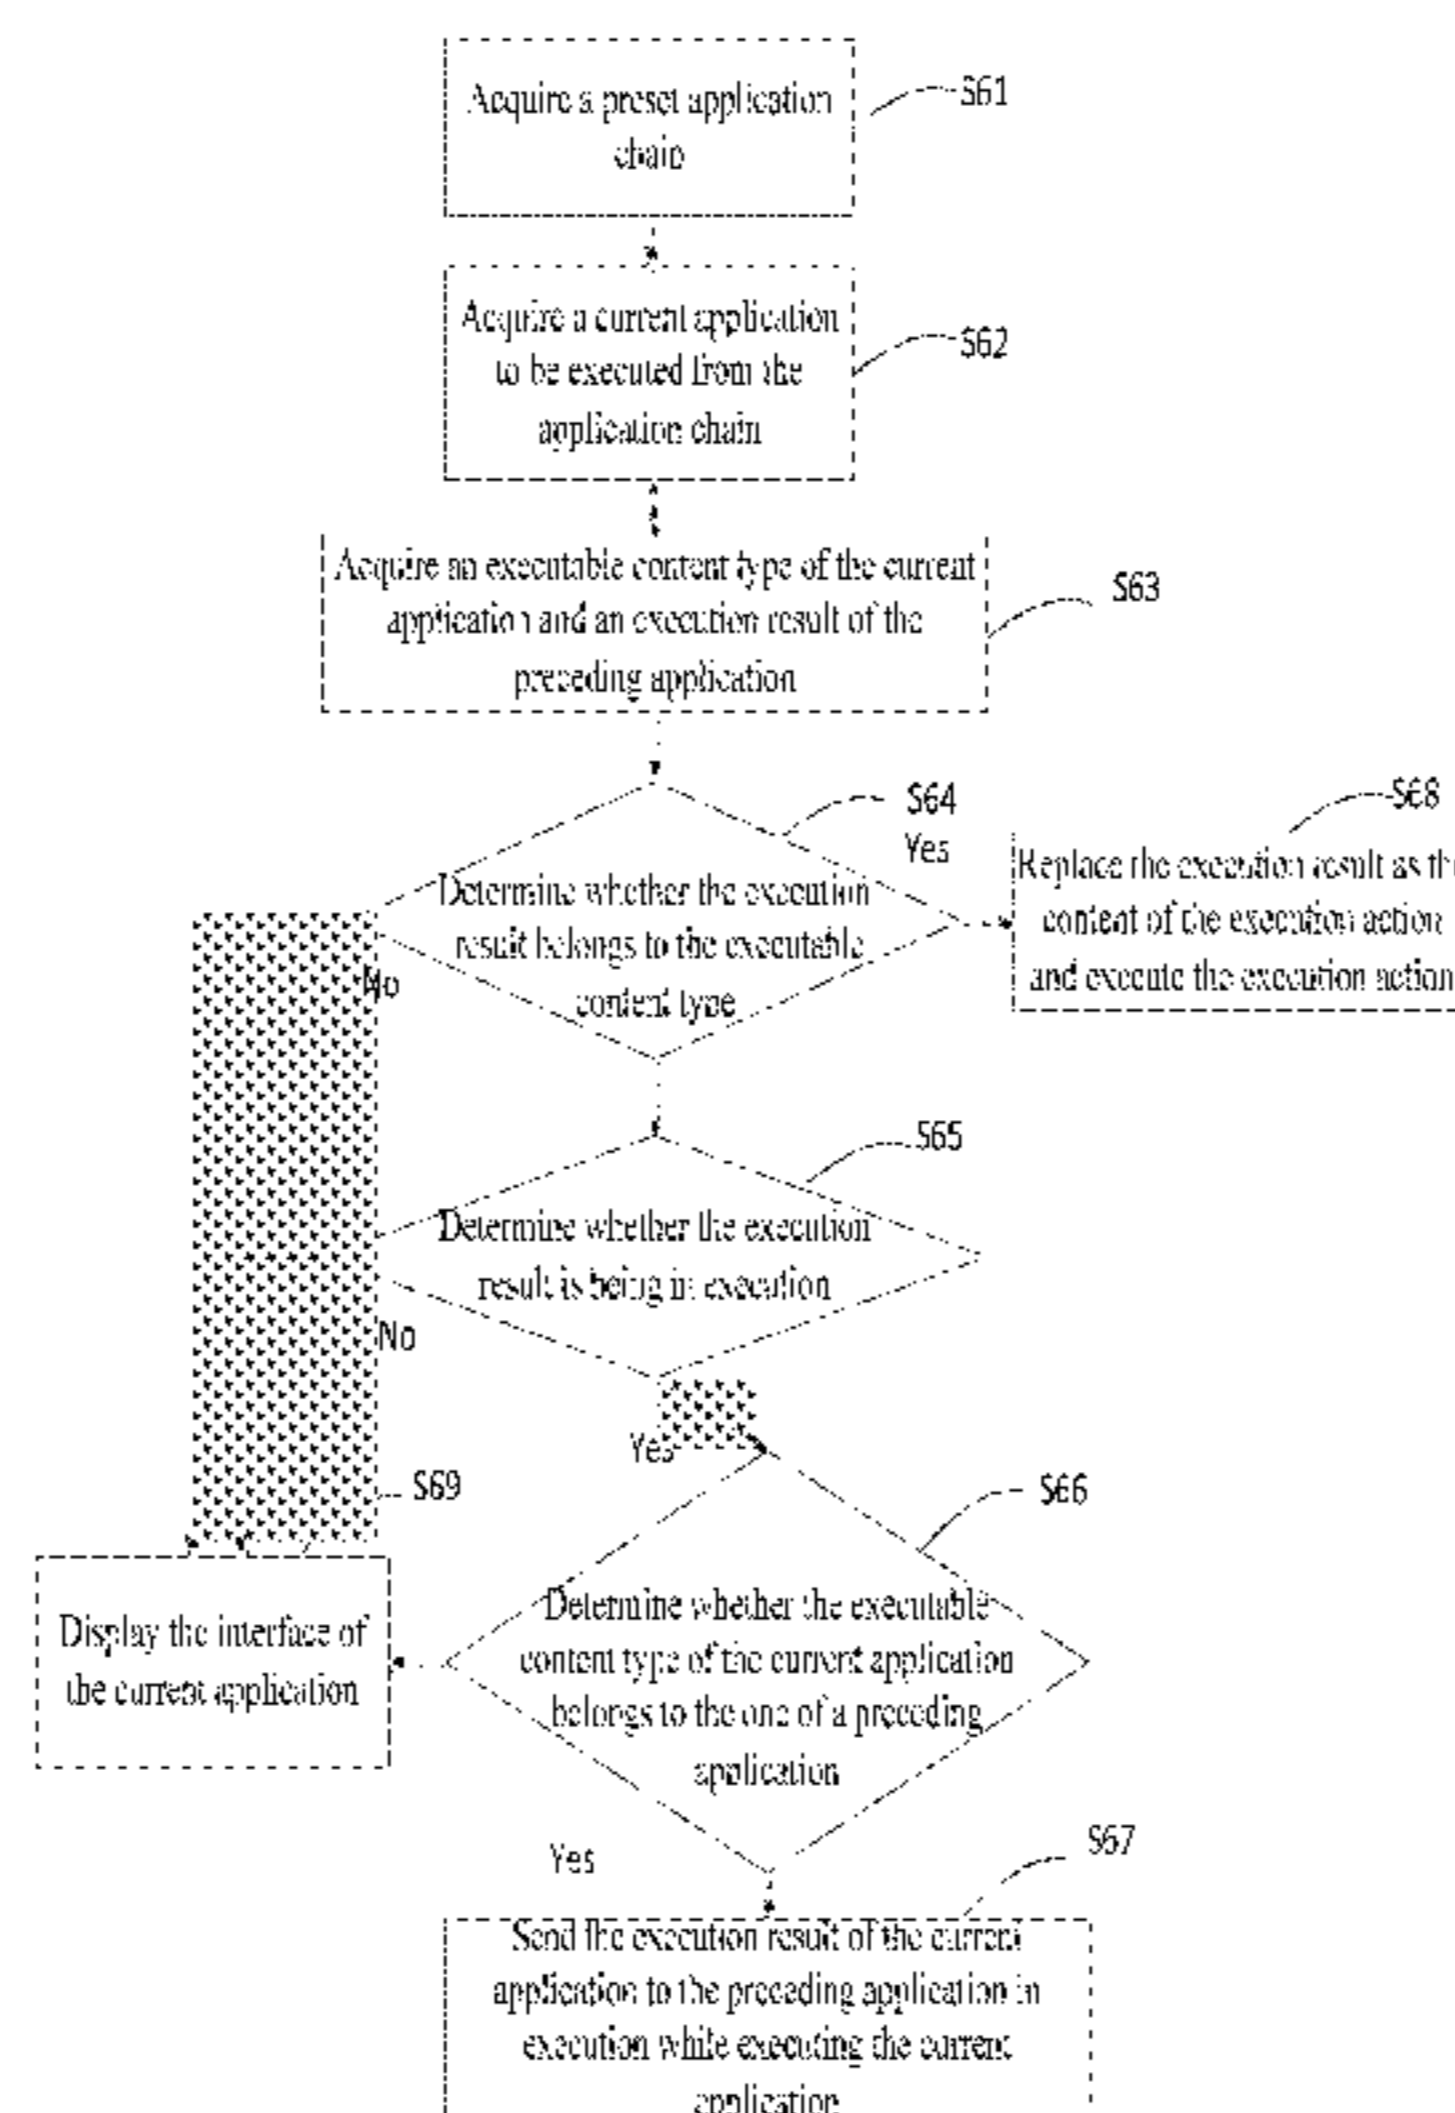 Acquire a preset application
chain
S61
Acquire a current application
to be executed from the
application chain
S62
Acquire an executable content type of the current
application and an execution result of the
preceding application
S63
S64
Yes
Determine whether the execution
result belongs to the executable
content type
No
S68
Replace the execution result as
content of the execution action
and execute the execution action
S65
Determine whether the execution
result is being in execution
No
Yes
S69
S66
Display the interface of
the current application
Determine whether the executable
content type of the current application
belongs to the one of a preceding
application
Yes
S67
Send the execution result of the current
application to the preceding application in
execution while executing the current
application